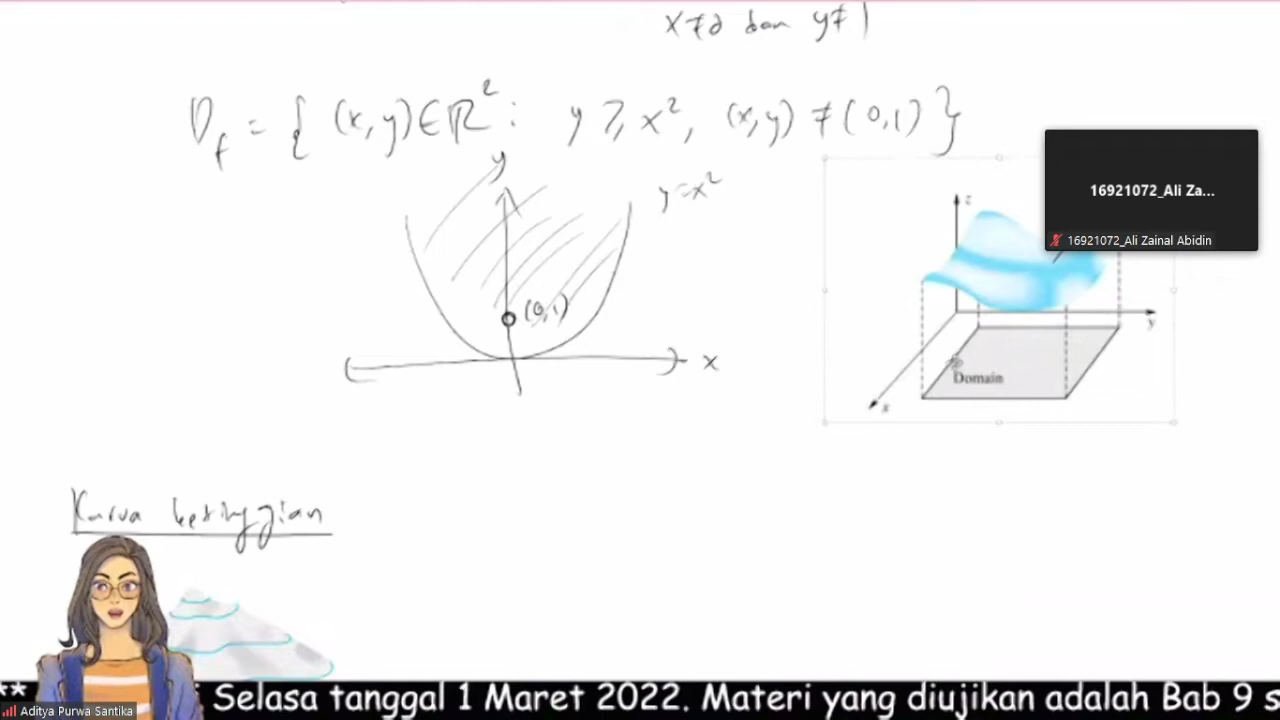 x≠0 dan y≠1
D_f = { (x,y)∈ℝ²: y ≥ x², (x,y) ≠ (0,1) }
y
y=x²
(0,1)
x
z
y
Domain
x
16921072_Ali Za...
16921072_Ali Zainal Abidin
Kurva ketinggian
** i Selasa tanggal 1 Maret 2022. Materi yang diujikan adalah Bab 9 s
Aditya Purwa Santika